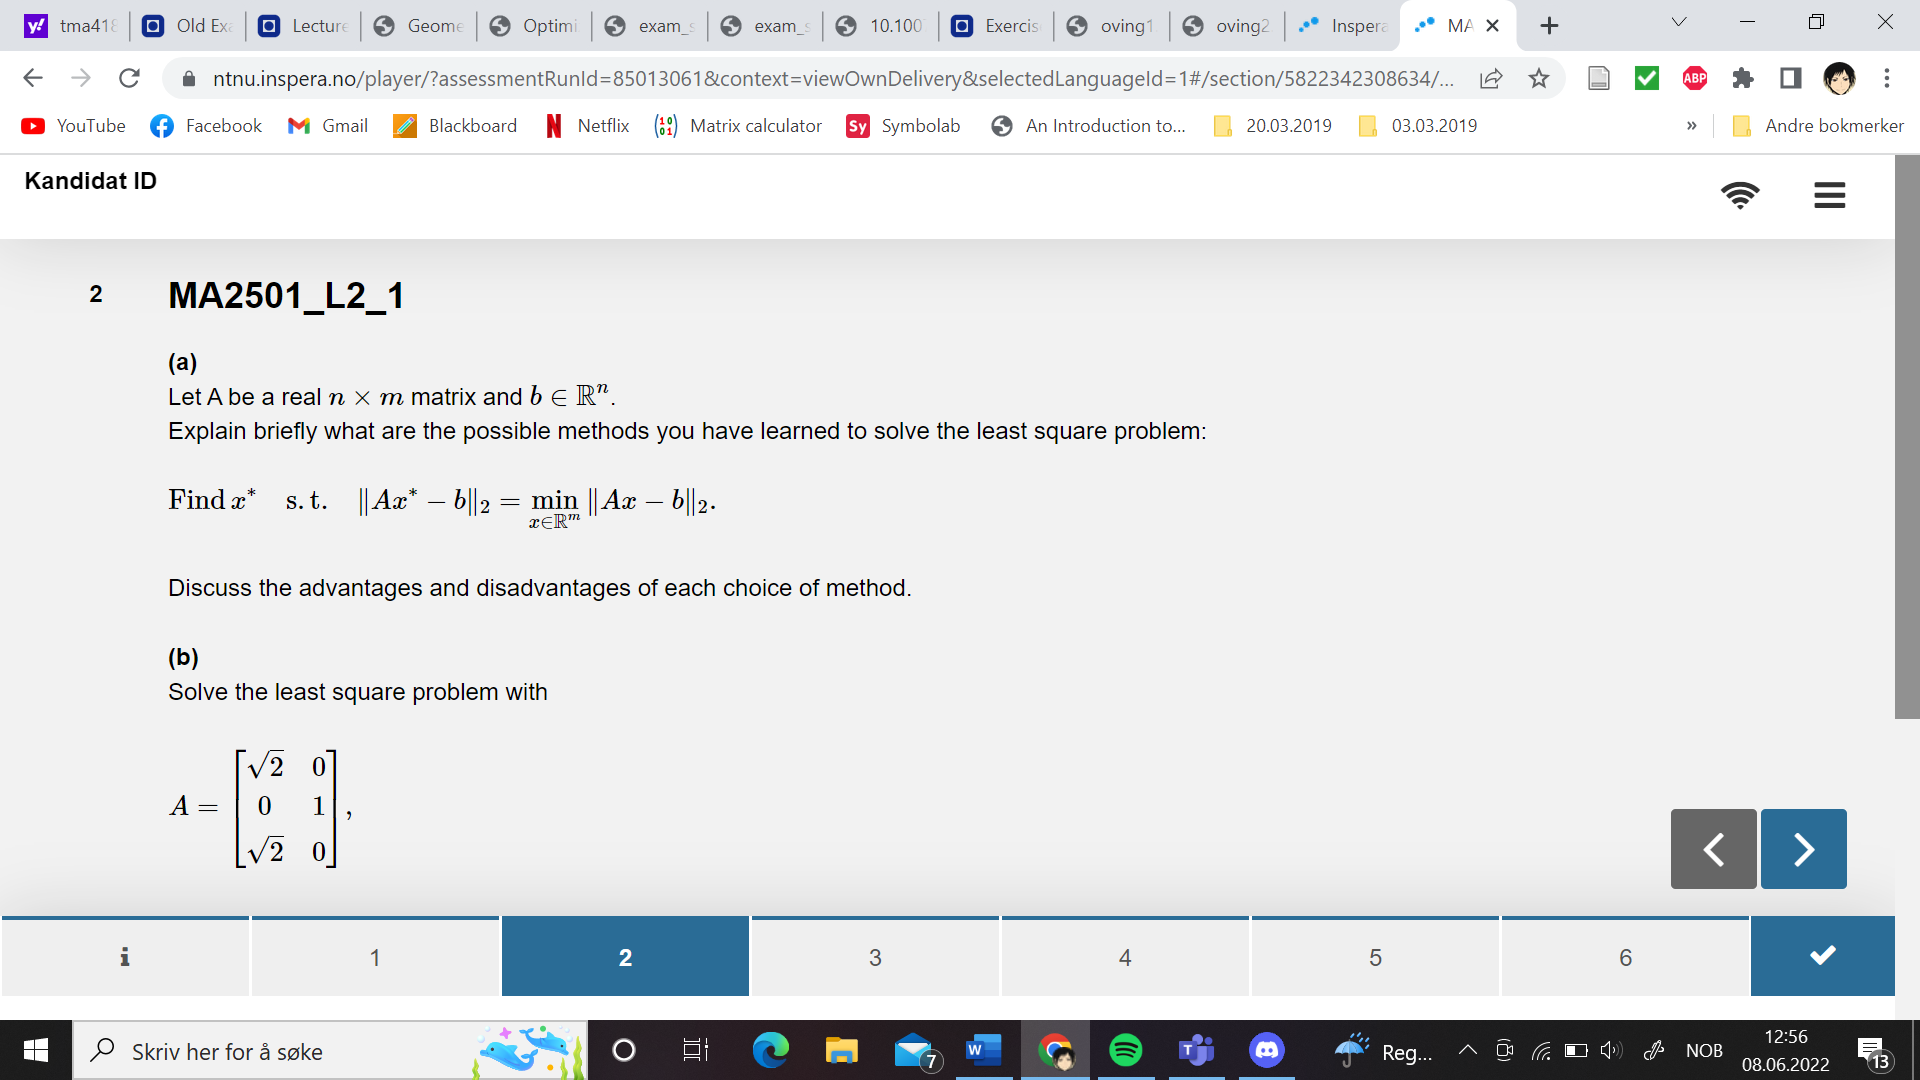 tma418 Old Exa Lecture Geome Optimi exam_s exam_s 10.100 Exercis oving1 oving2 Inspera MA
ntnu.inspera.no/player/?assessmentRunId=85013061&context=viewOwnDelivery&selectedLanguageId=1#/section/5822342308634/... ABP
YouTube Facebook Gmail Blackboard Netflix Matrix calculator Sy Symbolab An Introduction to... 20.03.2019 03.03.2019 » Andre bokmerker
Kandidat ID
2 MA2501_L2_1
(a)
Let A be a real n × m matrix and b ∈ ℝⁿ.
Explain briefly what are the possible methods you have learned to solve the least square problem:
Find x* s.t. ‖Ax* − b‖₂ = min ‖Ax − b‖₂.
x∈ℝᵐ
Discuss the advantages and disadvantages of each choice of method.
(b)
Solve the least square problem with
√2 0
A = 0 1 ,
√2 0
i 1 2 3 4 5 6
Skriv her for å søke 7 Reg... NOB 12:56
08.06.2022 13